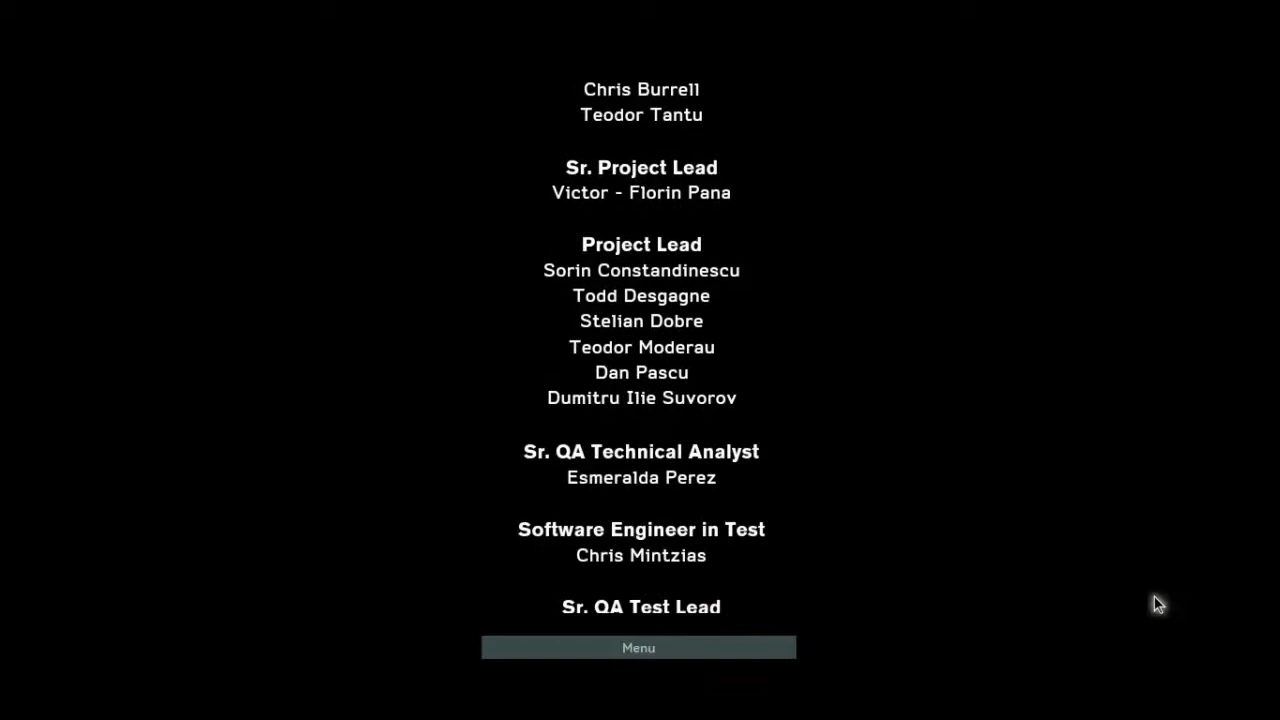 Chris Burrell
Teodor Tantu
Sr. Project Lead
Victor - Florin Pana
Project Lead
Sorin Constandinescu
Todd Desgagne
Stelian Dobre
Teodor Moderau
Dan Pascu
Dumitru Ilie Suvorov
Sr. QA Technical Analyst
Esmeralda Perez
Software Engineer in Test
Chris Mintzias
Sr. QA Test Lead
Menu